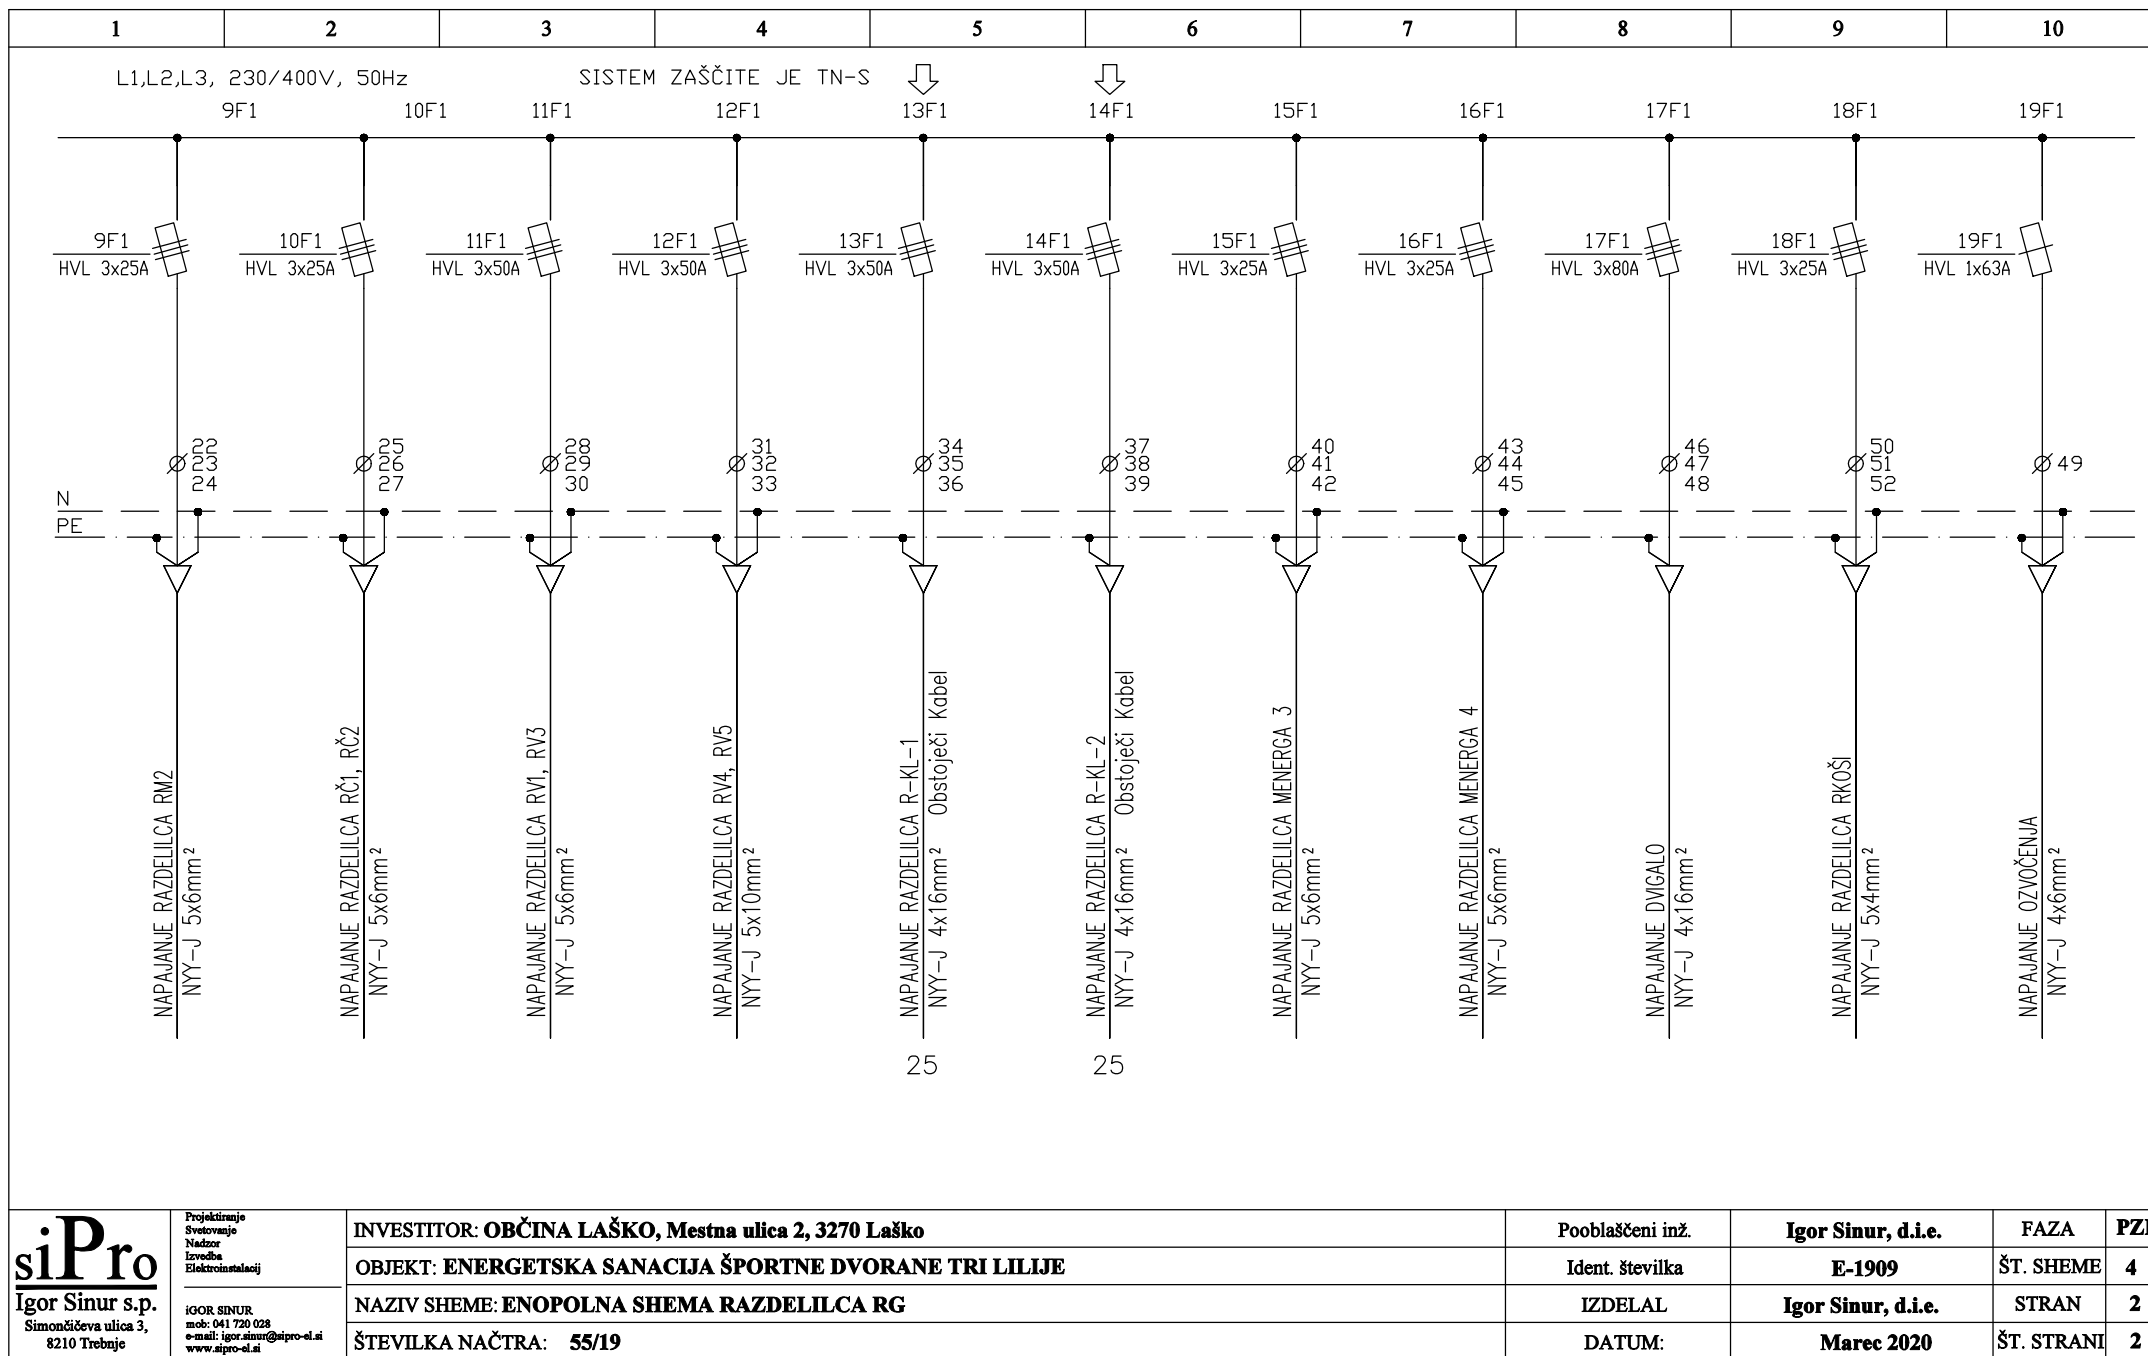 1 2 3 4 5 6 7 8 9 10
L1,L2,L3, 230/400V, 50Hz SISTEM ZAŠČITE JE TN-S
9F1 10F1 11F1 12F1 13F1 14F1 15F1 16F1 17F1 18F1 19F1
9F1 10F1 11F1 12F1 13F1 14F1 15F1 16F1 17F1 18F1 19F1
HVL 3x25A HVL 3x25A HVL 3x50A HVL 3x50A HVL 3x50A HVL 3x50A HVL 3x25A HVL 3x25A HVL 3x80A HVL 3x25A HVL 1x63A
22 25 28 31 34 37 40 43 46 50
23 26 29 32 35 38 41 44 47 51 49
24 27 30 33 36 39 42 45 48 52
N
PE
NAPAJANJE RAZDELILCA RM2
NYY-J 5x6mm²
NAPAJANJE RAZDELILCA RČ1, RČ2
NYY-J 5x6mm²
NAPAJANJE RAZDELILCA RV1, RV3
NYY-J 5x6mm²
NAPAJANJE RAZDELILCA RV4, RV5
NYY-J 5x10mm²
NAPAJANJE RAZDELILCA R-KL-1
NYY-J 4x16mm² Obstoječi Kabel
NAPAJANJE RAZDELILCA R-KL-2
NYY-J 4x16mm² Obstoječi Kabel
NAPAJANJE RAZDELILCA MENERGA 3
NYY-J 5x6mm²
NAPAJANJE RAZDELILCA MENERGA 4
NYY-J 5x6mm²
NAPAJANJE DVIGALO
NYY-J 4x16mm²
NAPAJANJE RAZDELILCA RKOŠI
NYY-J 5x4mm²
NAPAJANJE OZVOČENJA
NYY-J 4x6mm²
25 25
siPro
Igor Sinur s.p.
Simončičeva ulica 3,
8210 Trebnje
Projektiranje
Svetovanje
Nadzor
Izvedba
Elektroinstalacij
iGOR SINUR
mob: 041 720 028
e-mail: igor.sinur@sipro-el.si
www.sipro-el.si
INVESTITOR: OBČINA LAŠKO, Mestna ulica 2, 3270 Laško
OBJEKT: ENERGETSKA SANACIJA ŠPORTNE DVORANE TRI LILIJE
NAZIV SHEME: ENOPOLNA SHEMA RAZDELILCA RG
ŠTEVILKA NAČTRA: 55/19
Pooblaščeni inž. Igor Sinur, d.i.e. FAZA PZI
Ident. številka E-1909 ŠT. SHEME 4
IZDELAL Igor Sinur, d.i.e. STRAN 2
DATUM: Marec 2020 ŠT. STRANI 2